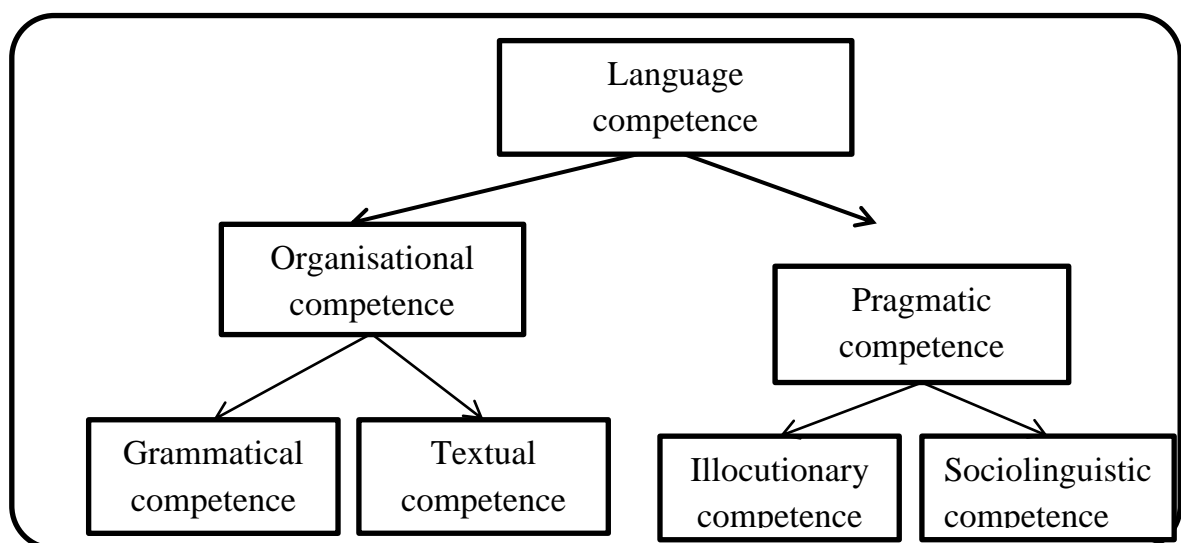 Language
competence
Organisational
competence
Pragmatic
competence
Grammatical
competence
Textual
competence
Illocutionary
competence
Sociolinguistic
competence